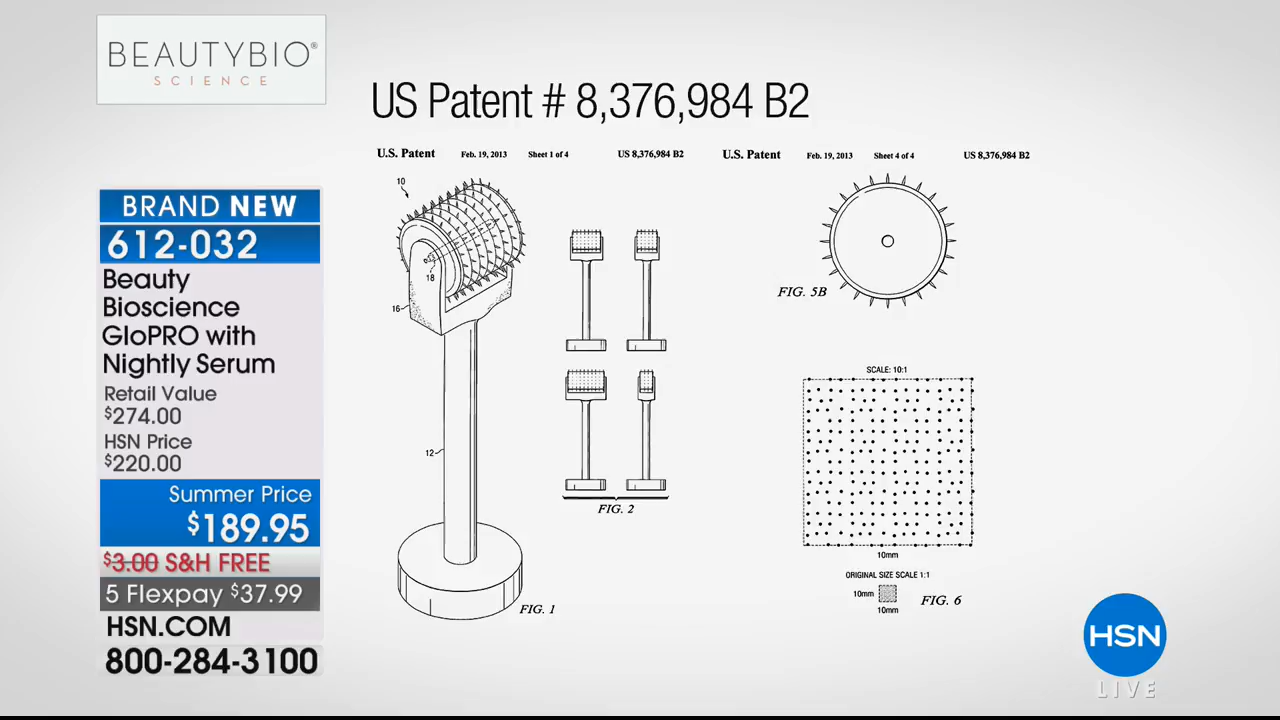 BEAUTYBIO®
SCIENCE
US Patent # 8,376,984 B2
U.S. Patent Feb. 19, 2013 Sheet 1 of 4 US 8,376,984 B2
U.S. Patent Feb. 19, 2013 Sheet 4 of 4 US 8,376,984 B2
BRAND NEW
612-032
Beauty
Bioscience
GloPRO with
Nightly Serum
Retail Value
$274.00
HSN Price
$220.00
Summer Price
$189.95
$3.00 S&H FREE
5 Flexpay $37.99
HSN.COM
800-284-3100
10
18
16
12
FIG. 1
FIG. 2
FIG. 5B
SCALE: 10:1
10mm
ORIGINAL SIZE SCALE 1:1
10mm
10mm
FIG. 6
HSN
LIVE